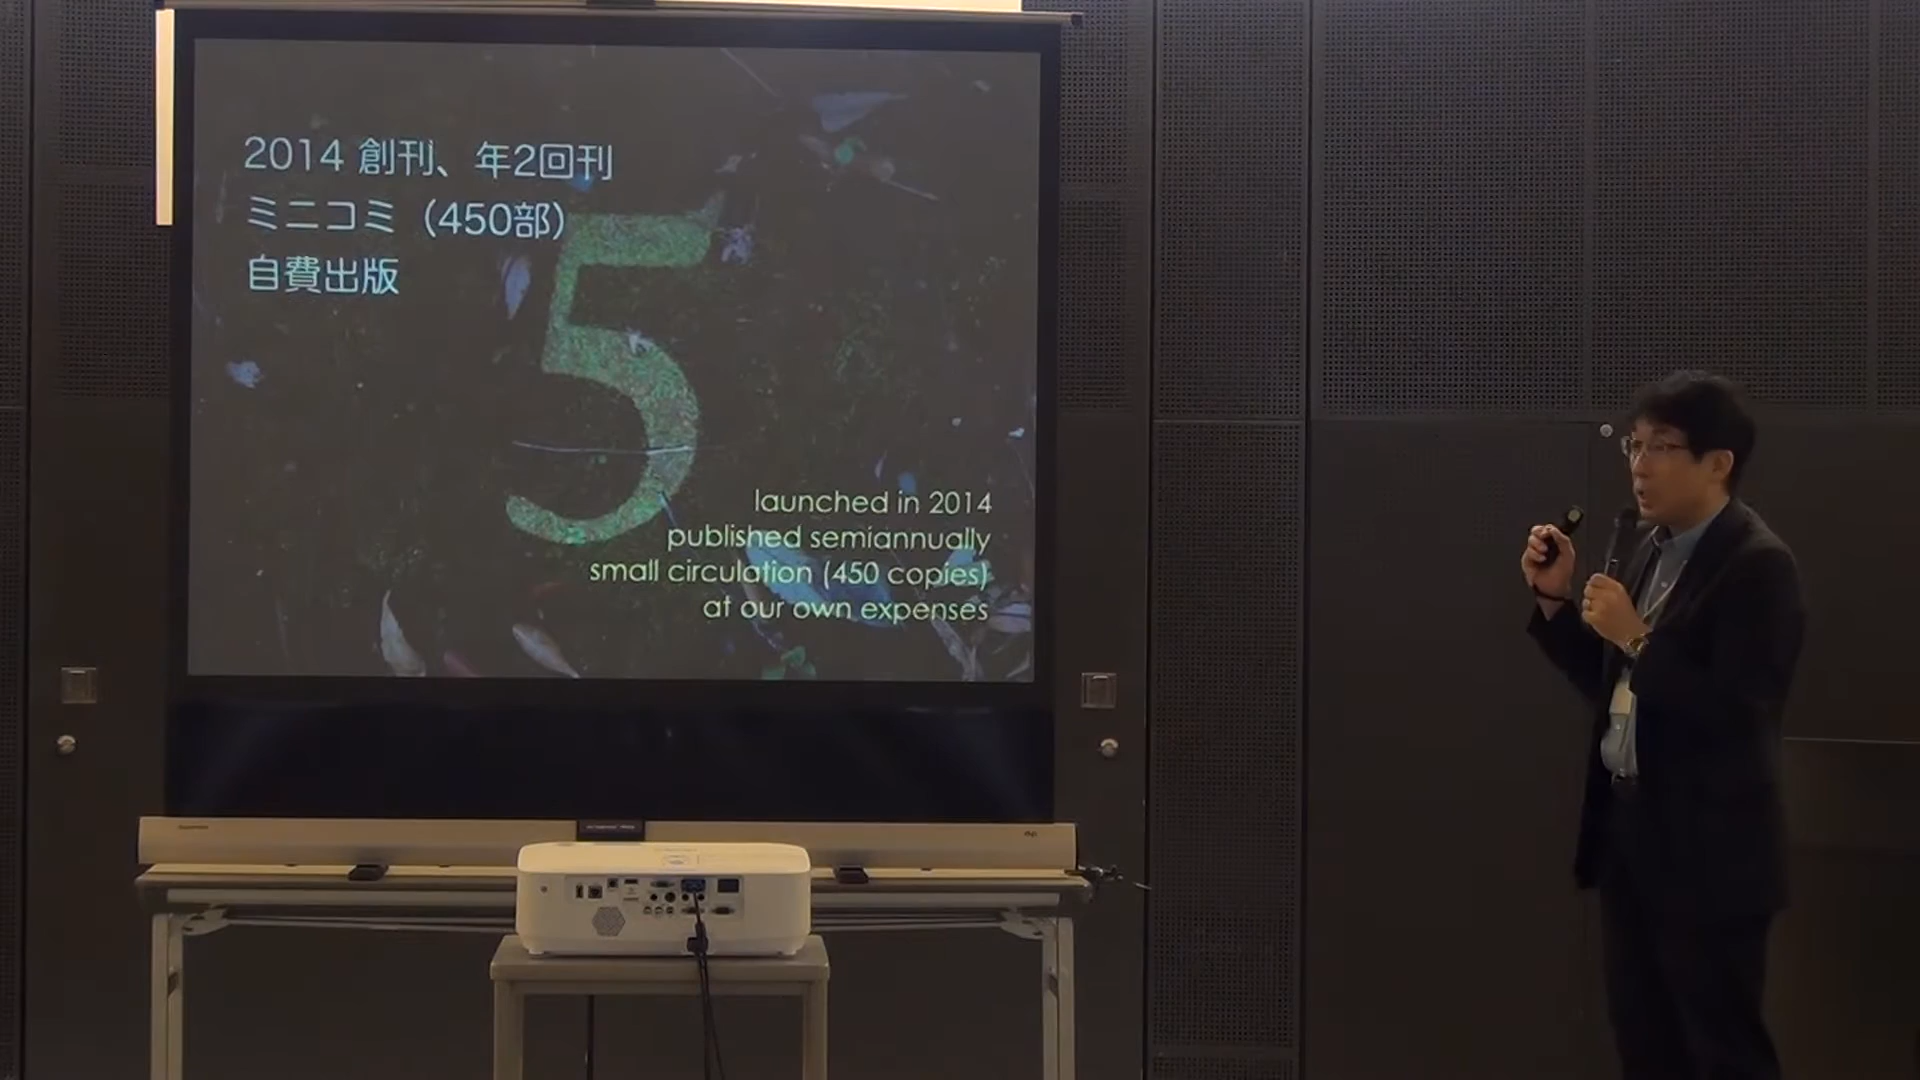 2014 創刊、年2回刊
ミニコミ（450部）
自費出版
5
launched in 2014
published semiannually
small circulation (450 copies)
at our own expenses